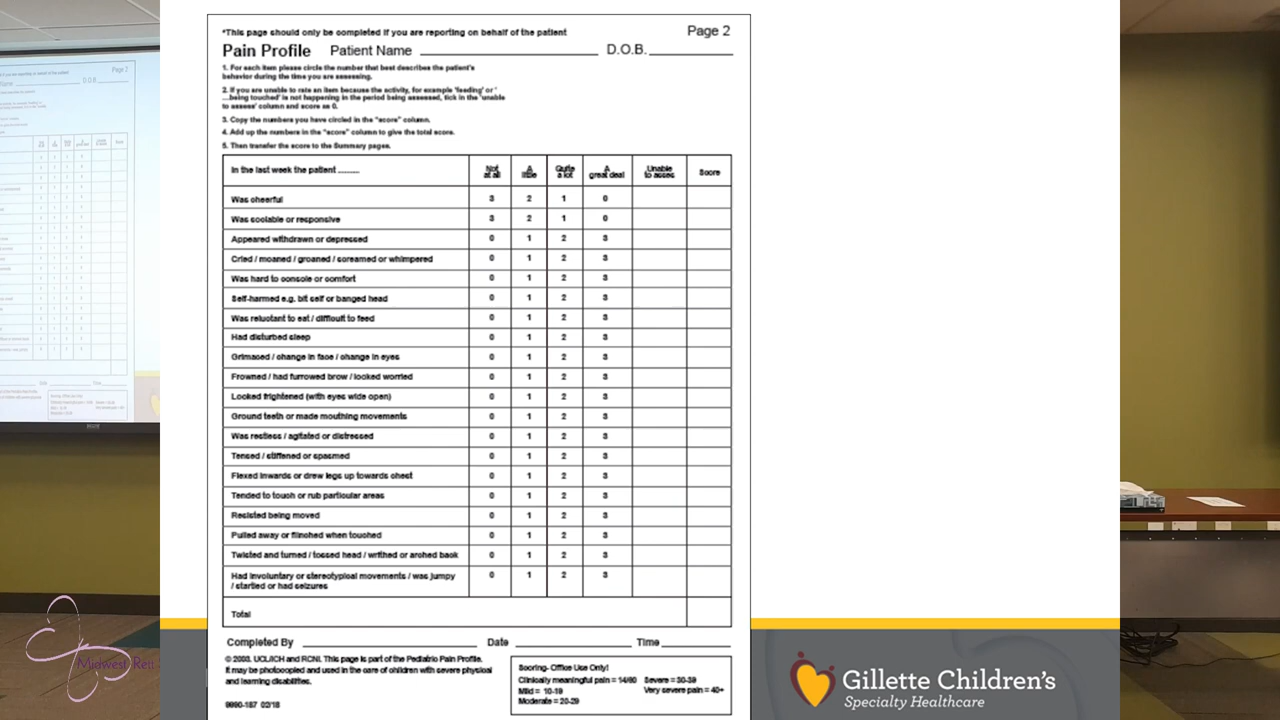 *This page should only be completed if you are reporting on behalf of the patient
Page 2
Pain Profile Patient Name D.O.B.
1. For each item please circle the number that best describes the patient's
behavior during the time you are assessing.
2. If you are unable to rate an item because the activity, for example 'feeding' or '
...being touched' is not happening in the period being assessed, tick in the 'unable
to assess' column and score as 0.
3. Copy the numbers you have circled in the "score" column.
4. Add up the numbers in the "score" column to give the total score.
5. Then transfer the score to the Summary pages.
In the last week the patient ........ Not at all A little Quite a lot A great deal Unable to asses Score
Was cheerful 3 2 1 0
Was sociable or responsive 3 2 1 0
Appeared withdrawn or depressed 0 1 2 3
Cried / moaned / groaned / screamed or whimpered 0 1 2 3
Was hard to console or comfort 0 1 2 3
Self-harmed e.g. bit self or banged head 0 1 2 3
Was reluctant to eat / difficult to feed 0 1 2 3
Had disturbed sleep 0 1 2 3
Grimaced / change in face / change in eyes 0 1 2 3
Frowned / had furrowed brow / looked worried 0 1 2 3
Looked frightened (with eyes wide open) 0 1 2 3
Ground teeth or made mouthing movements 0 1 2 3
Was restless / agitated or distressed 0 1 2 3
Tensed / stiffened or spasmed 0 1 2 3
Flexed inwards or drew legs up towards chest 0 1 2 3
Tended to touch or rub particular areas 0 1 2 3
Resisted being moved 0 1 2 3
Pulled away or flinched when touched 0 1 2 3
Twisted and turned / tossed head / writhed or arched back 0 1 2 3
Had involuntary or stereotypical movements / was jumpy
/ startled or had seizures 0 1 2 3
Total
Completed By Date Time
© 2003. UCL/ICH and RCNI. This page is part of the Pediatric Pain Profile.
It may be photocopied and used in the care of children with severe physical
and learning disabilities.
9990-187 02/18
Scoring- Office Use Only!
Clinically meaningful pain = 14/60 Severe = 30-39
Mild = 10-19 Very severe pain = 40+
Moderate = 20-29
Gillette Children's
Specialty Healthcare
Midwest Rett